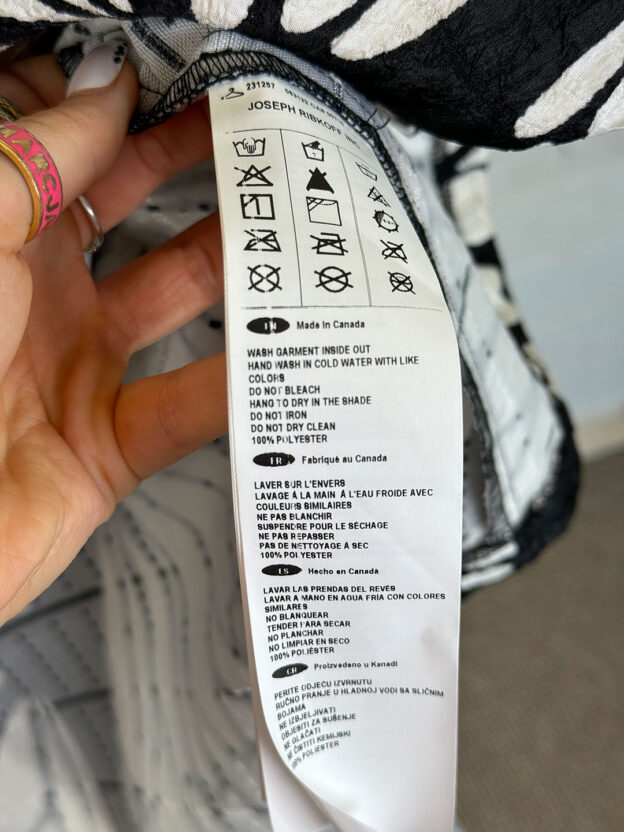 231257
JOSEPH RIBKOFF INC
MARCJA
EN Made In Canada
WASH GARMENT INSIDE OUT
HAND WASH IN COLD WATER WITH LIKE
COLORS
DO NOT BLEACH
HANG TO DRY IN THE SHADE
DO NOT IRON
DO NOT DRY CLEAN
100% POLYESTER
FR Fabriqué au Canada
LAVER SUR L'ENVERS
LAVAGE À LA MAIN À L'EAU FROIDE AVEC
COULEURS SIMILAIRES
NE PAS BLANCHIR
SUSPENDRE POUR LE SÉCHAGE
NE PAS REPASSER
PAS DE NETTOYAGE À SEC
100% POLYESTER
ES Hecho en Canadá
LAVAR LAS PRENDAS DEL REVÉS
LAVAR A MANO EN AGUA FRÍA CON COLORES
SIMILARES
NO BLANQUEAR
TENDER PARA SECAR
NO PLANCHAR
NO LIMPIAR EN SECO
100% POLIÉSTER
CR Proizvedeno u Kanadi
PERITE ODJEĆU IZVRNUTU
RUČNO PRANJE U HLADNOJ VODI SA SLIČNIM
BOJAMA
NE IZBJELJIVATI
OBJESITI ZA SUŠENJE
NE GLAČATI
NE ČISTITI KEMIJSKI
100% POLIESTER